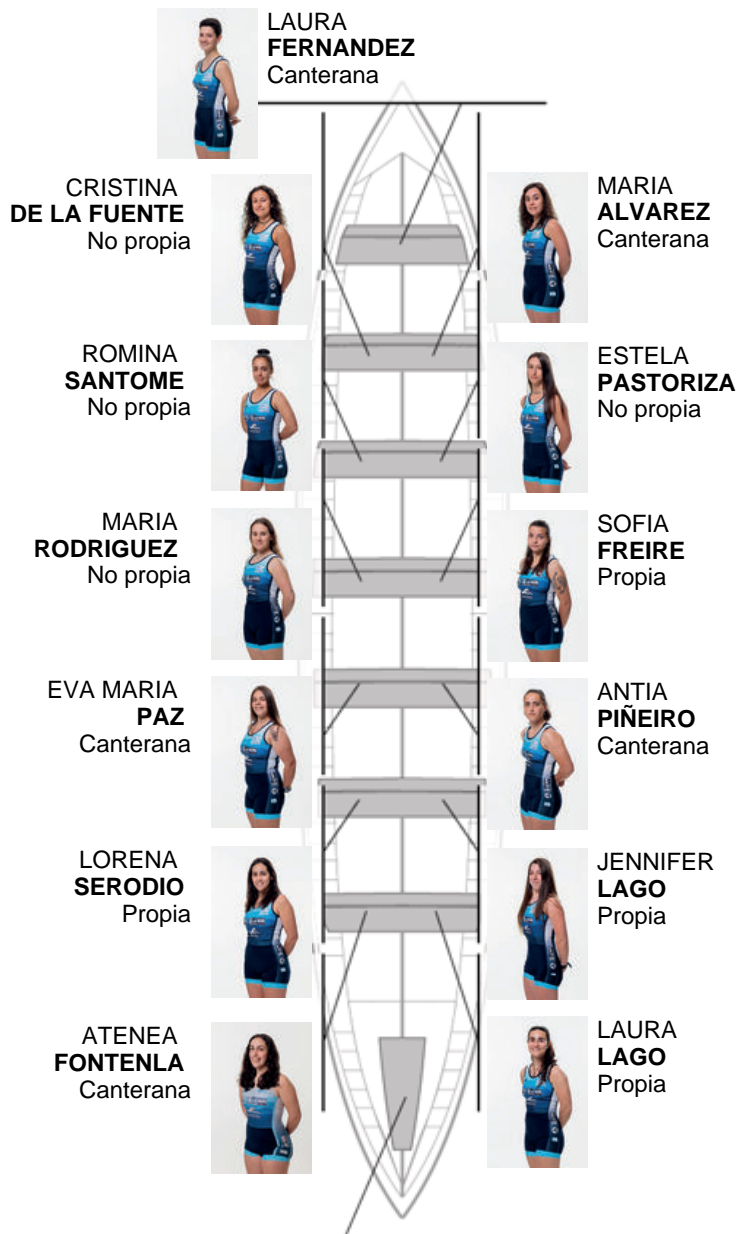 LAURA
FERNANDEZ
Canterana
CRISTINA
DE LA FUENTE
No propia
MARIA
ALVAREZ
Canterana
ROMINA
SANTOME
No propia
ESTELA
PASTORIZA
No propia
MARIA
RODRIGUEZ
No propia
SOFIA
FREIRE
Propia
EVA MARIA
PAZ
Canterana
ANTIA
PIÑEIRO
Canterana
LORENA
SERODIO
Propia
JENNIFER
LAGO
Propia
ATENEA
FONTENLA
Canterana
LAURA
LAGO
Propia